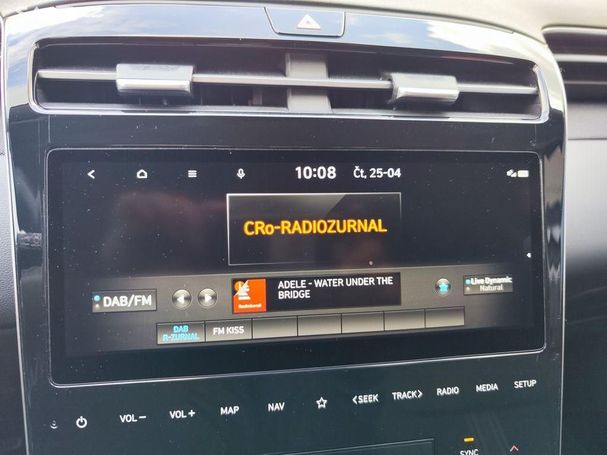 10:08 Čt, 25-04
CRo-RADIOZURNAL
DAB/FM
Radiožurnál
ADELE - WATER UNDER THE
BRIDGE
Live Dynamic
Natural
DAB
R-ZURNAL
FM KISS
VOL- VOL+ MAP NAV <SEEK TRACK> RADIO MEDIA SETUP
SYNC